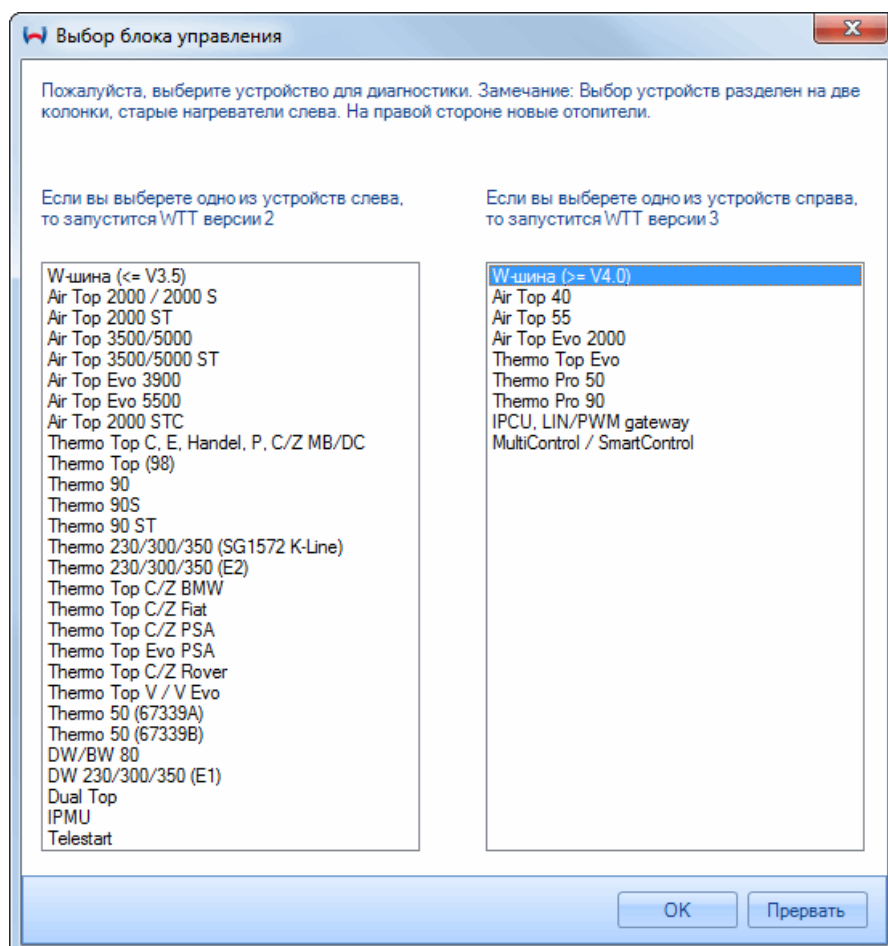 Выбор блока управления
Пожалуйста, выберите устройство для диагностики. Замечание: Выбор устройств разделен на две
колонки, старые нагреватели слева. На правой стороне новые отопители.
Если вы выберете одно из устройств слева,
то запустится WTT версии 2
W-шина (<= V3.5)
Air Top 2000 / 2000 S
Air Top 2000 ST
Air Top 3500/5000
Air Top 3500/5000 ST
Air Top Evo 3900
Air Top Evo 5500
Air Top 2000 STC
Thermo Top C, E, Handel, P, C/Z MB/DC
Thermo Top (98)
Thermo 90
Thermo 90S
Thermo 90 ST
Thermo 230/300/350 (SG1572 K-Line)
Thermo 230/300/350 (E2)
Thermo Top C/Z BMW
Thermo Top C/Z Fiat
Thermo Top C/Z PSA
Thermo Top Evo PSA
Thermo Top C/Z Rover
Thermo Top V / V Evo
Thermo 50 (67339A)
Thermo 50 (67339B)
DW/BW 80
DW 230/300/350 (E1)
Dual Top
IPMU
Telestart
Если вы выберете одно из устройств справа,
то запустится WTT версии 3
W-шина (>= V4.0)
Air Top 40
Air Top 55
Air Top Evo 2000
Thermo Top Evo
Thermo Pro 50
Thermo Pro 90
IPCU, LIN/PWM gateway
MultiControl / SmartControl
OK
Прервать